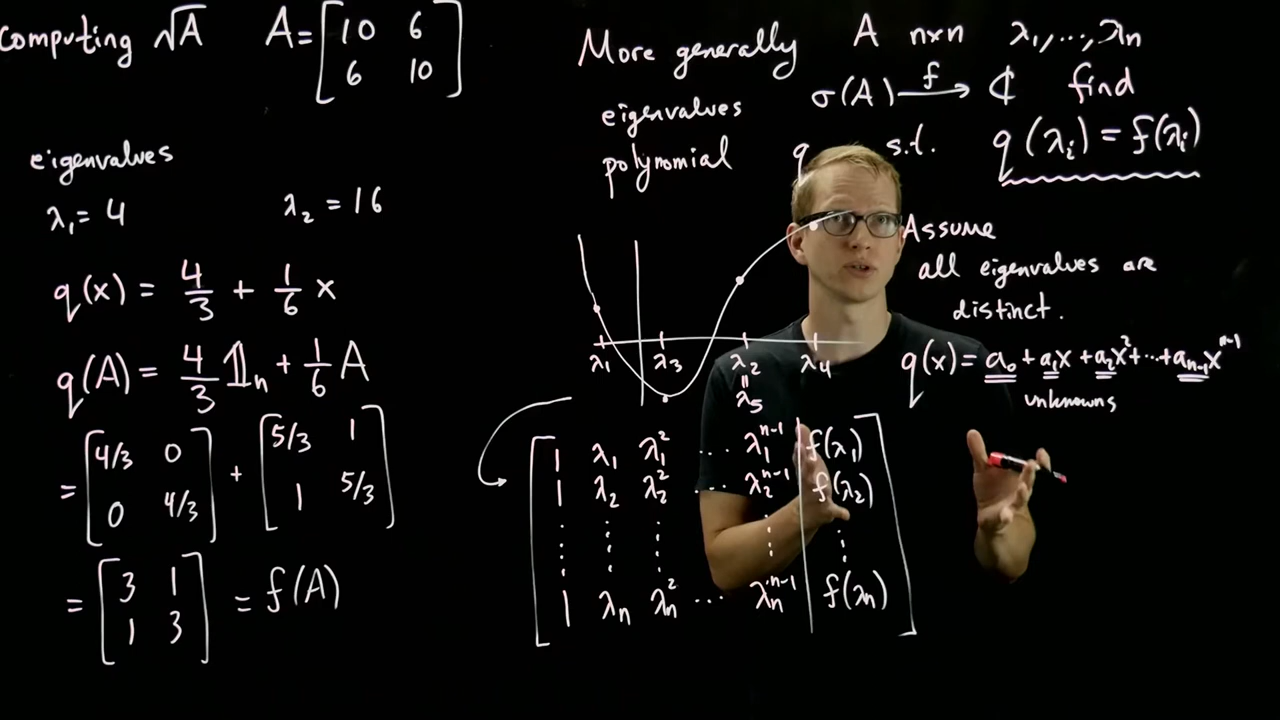 Computing √A A = [10 6
6 10]
eigenvalues
λ₁ = 4 λ₂ = 16
q(x) = 4/3 + 1/6 x
q(A) = 4/3 𝟙ₙ + 1/6 A
= [4/3 0
0 4/3] + [5/3 1
1 5/3]
= [3 1
1 3] = f(A)
More generally A n×n λ₁,...,λₙ
eigenvalues σ(A) —f→ ℂ find
polynomial q s.t. q(λᵢ) = f(λᵢ)
Assume
all eigenvalues are
distinct.
λ₁ λ₃ λ₂ λ₄
"
λ₅
q(x) = a₀ + a₁x + a₂x² + ... + aₙ₋₁xⁿ⁻¹
unknowns
[1 λ₁ λ₁² ... λ₁ⁿ⁻¹ | f(λ₁)
1 λ₂ λ₂² ... λ₂ⁿ⁻¹ | f(λ₂)
⋮ ⋮ ⋮ ⋮ | ⋮
1 λₙ λₙ² ... λₙⁿ⁻¹ | f(λₙ)]